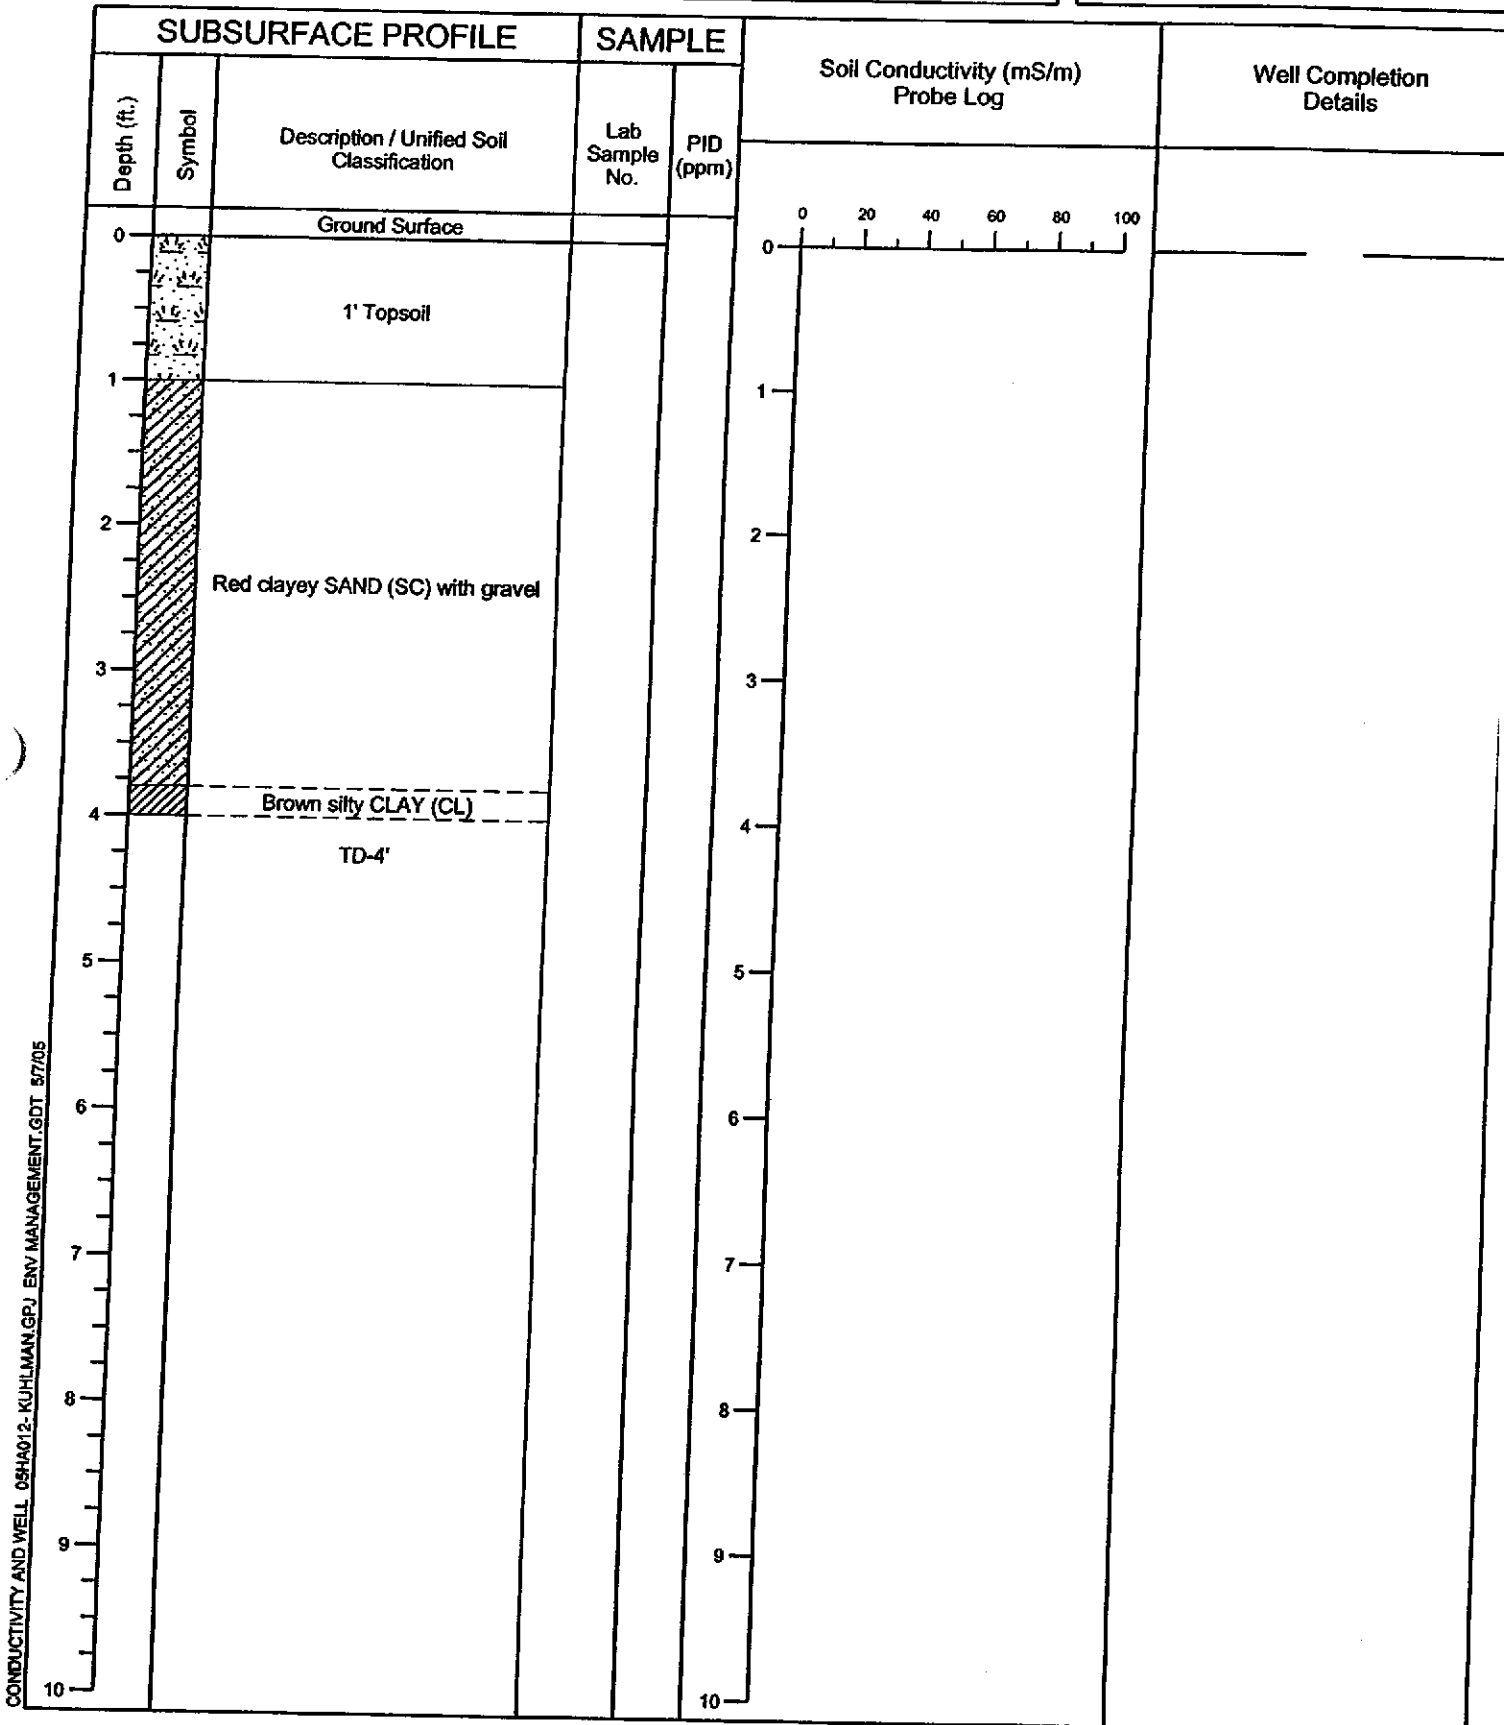 SUBSURFACE PROFILE
SAMPLE
Soil Conductivity (mS/m)
Probe Log
Well Completion
Details
Depth (ft.)
Symbol
Description / Unified Soil
Classification
Lab
Sample
No.
PID
(ppm)
Ground Surface
0 20 40 60 80 100
0
0
1' Topsoil
1
1
2
2
Red clayey SAND (SC) with gravel
3
3
Brown silty CLAY (CL)
4
4
TD-4'
5
5
6
6
7
7
8
8
9
9
10
10
CONDUCTIVITY AND WELL 05HA012- KUHLMAN.GPJ ENV MANAGEMENT.GDT 5/7/05